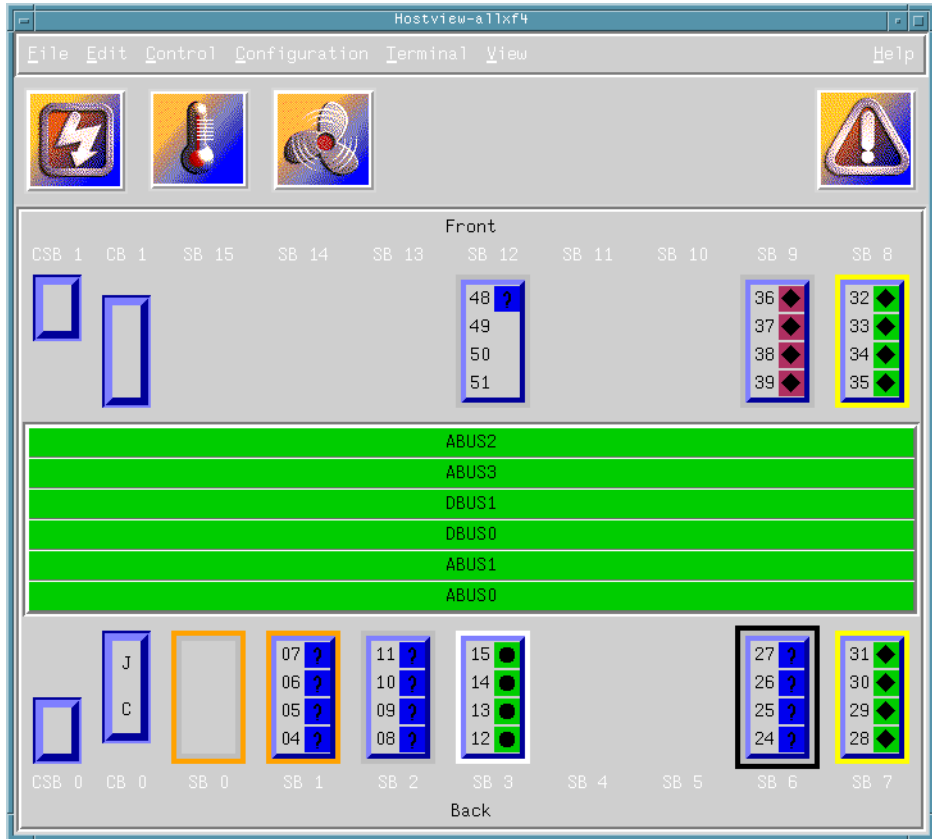 Hostview-allxf4
File Edit Control Configuration Terminal View Help
Front
CSB 1 CB 1 SB 15 SB 14 SB 13 SB 12 SB 11 SB 10 SB 9 SB 8
48 ? 36 32
49 37 33
50 38 34
51 39 35
ABUS2
ABUS3
DBUS1
DBUS0
ABUS1
ABUS0
J 07 ? 11 ? 15 27 ? 31
06 ? 10 ? 14 26 ? 30
C 05 ? 09 ? 13 25 ? 29
04 ? 08 ? 12 24 ? 28
CSB 0 CB 0 SB 0 SB 1 SB 2 SB 3 SB 4 SB 5 SB 6 SB 7
Back